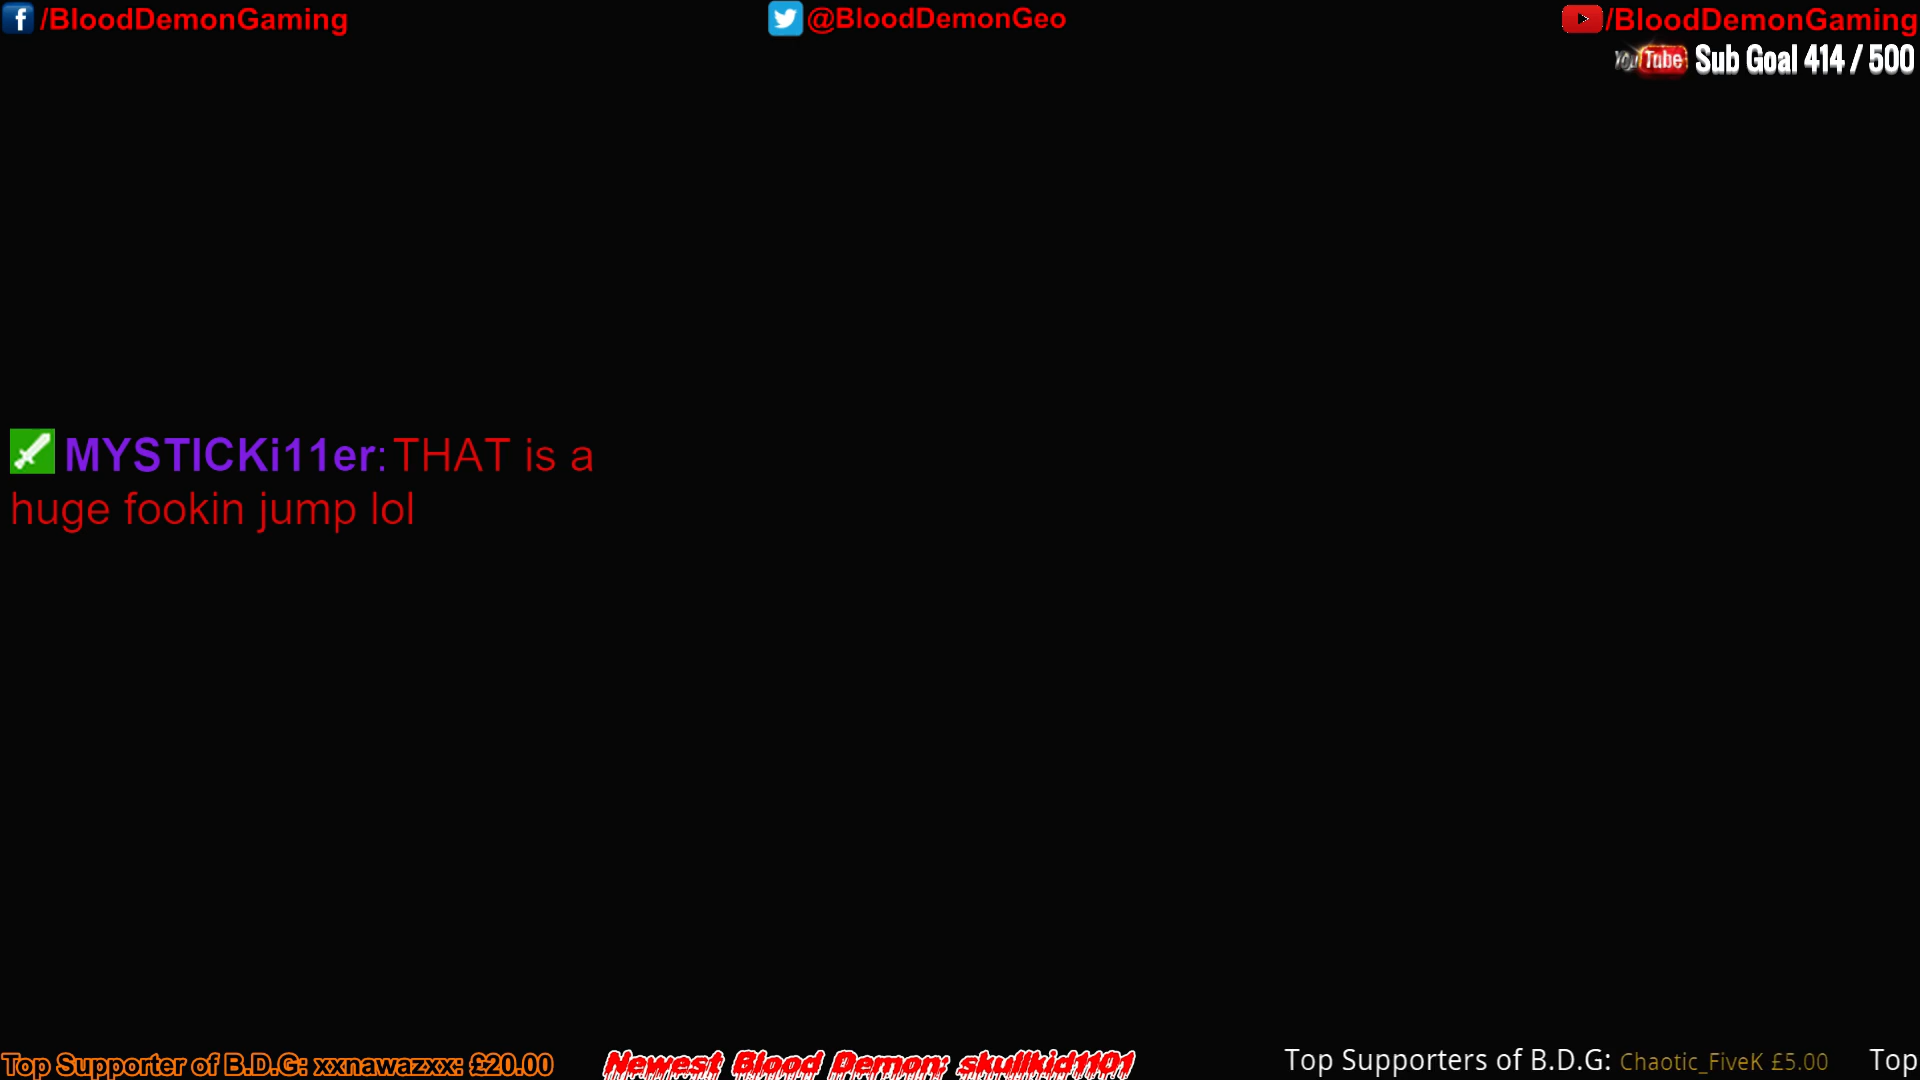 /BloodDemonGaming
@BloodDemonGeo
/BloodDemonGaming
YouTube Sub Goal 414 / 500
MYSTICKi11er: THAT is a
huge fookin jump lol
Top Supporter of B.D.G: xxnawazxx: £20.00
Newest Blood Demon: skullkid1101
Top Supporters of B.D.G: Chaotic_FiveK £5.00 Top